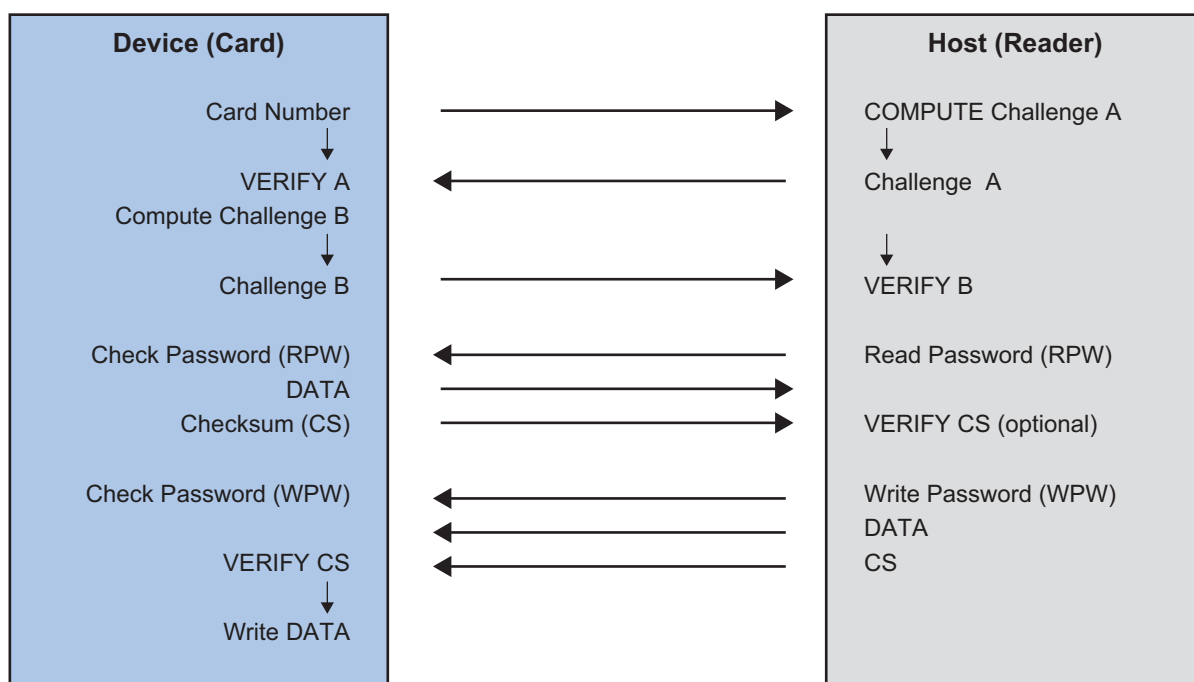 Device (Card)
Host (Reader)
Card Number
COMPUTE Challenge A
VERIFY A
Challenge A
Compute Challenge B
Challenge B
VERIFY B
Check Password (RPW)
Read Password (RPW)
DATA
Checksum (CS)
VERIFY CS (optional)
Check Password (WPW)
Write Password (WPW)
DATA
VERIFY CS
CS
Write DATA